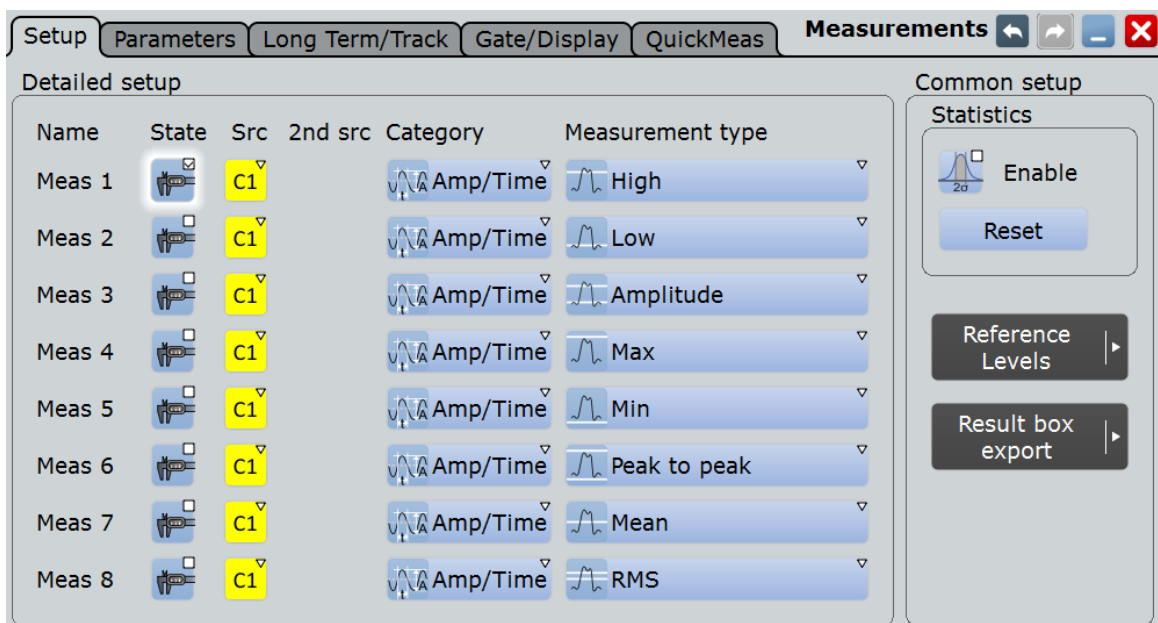 Setup Parameters Long Term/Track Gate/Display QuickMeas Measurements
Detailed setup
Name State Src 2nd src Category Measurement type
Meas 1 C1 Amp/Time High
Meas 2 C1 Amp/Time Low
Meas 3 C1 Amp/Time Amplitude
Meas 4 C1 Amp/Time Max
Meas 5 C1 Amp/Time Min
Meas 6 C1 Amp/Time Peak to peak
Meas 7 C1 Amp/Time Mean
Meas 8 C1 Amp/Time RMS
Common setup
Statistics
2σ Enable
Reset
Reference
Levels
Result box
export